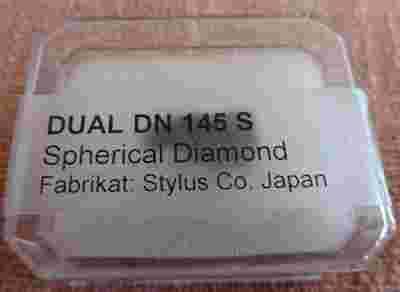 DUAL DN 145 S
Spherical Diamond
Fabrikat: Stylus Co. Japan